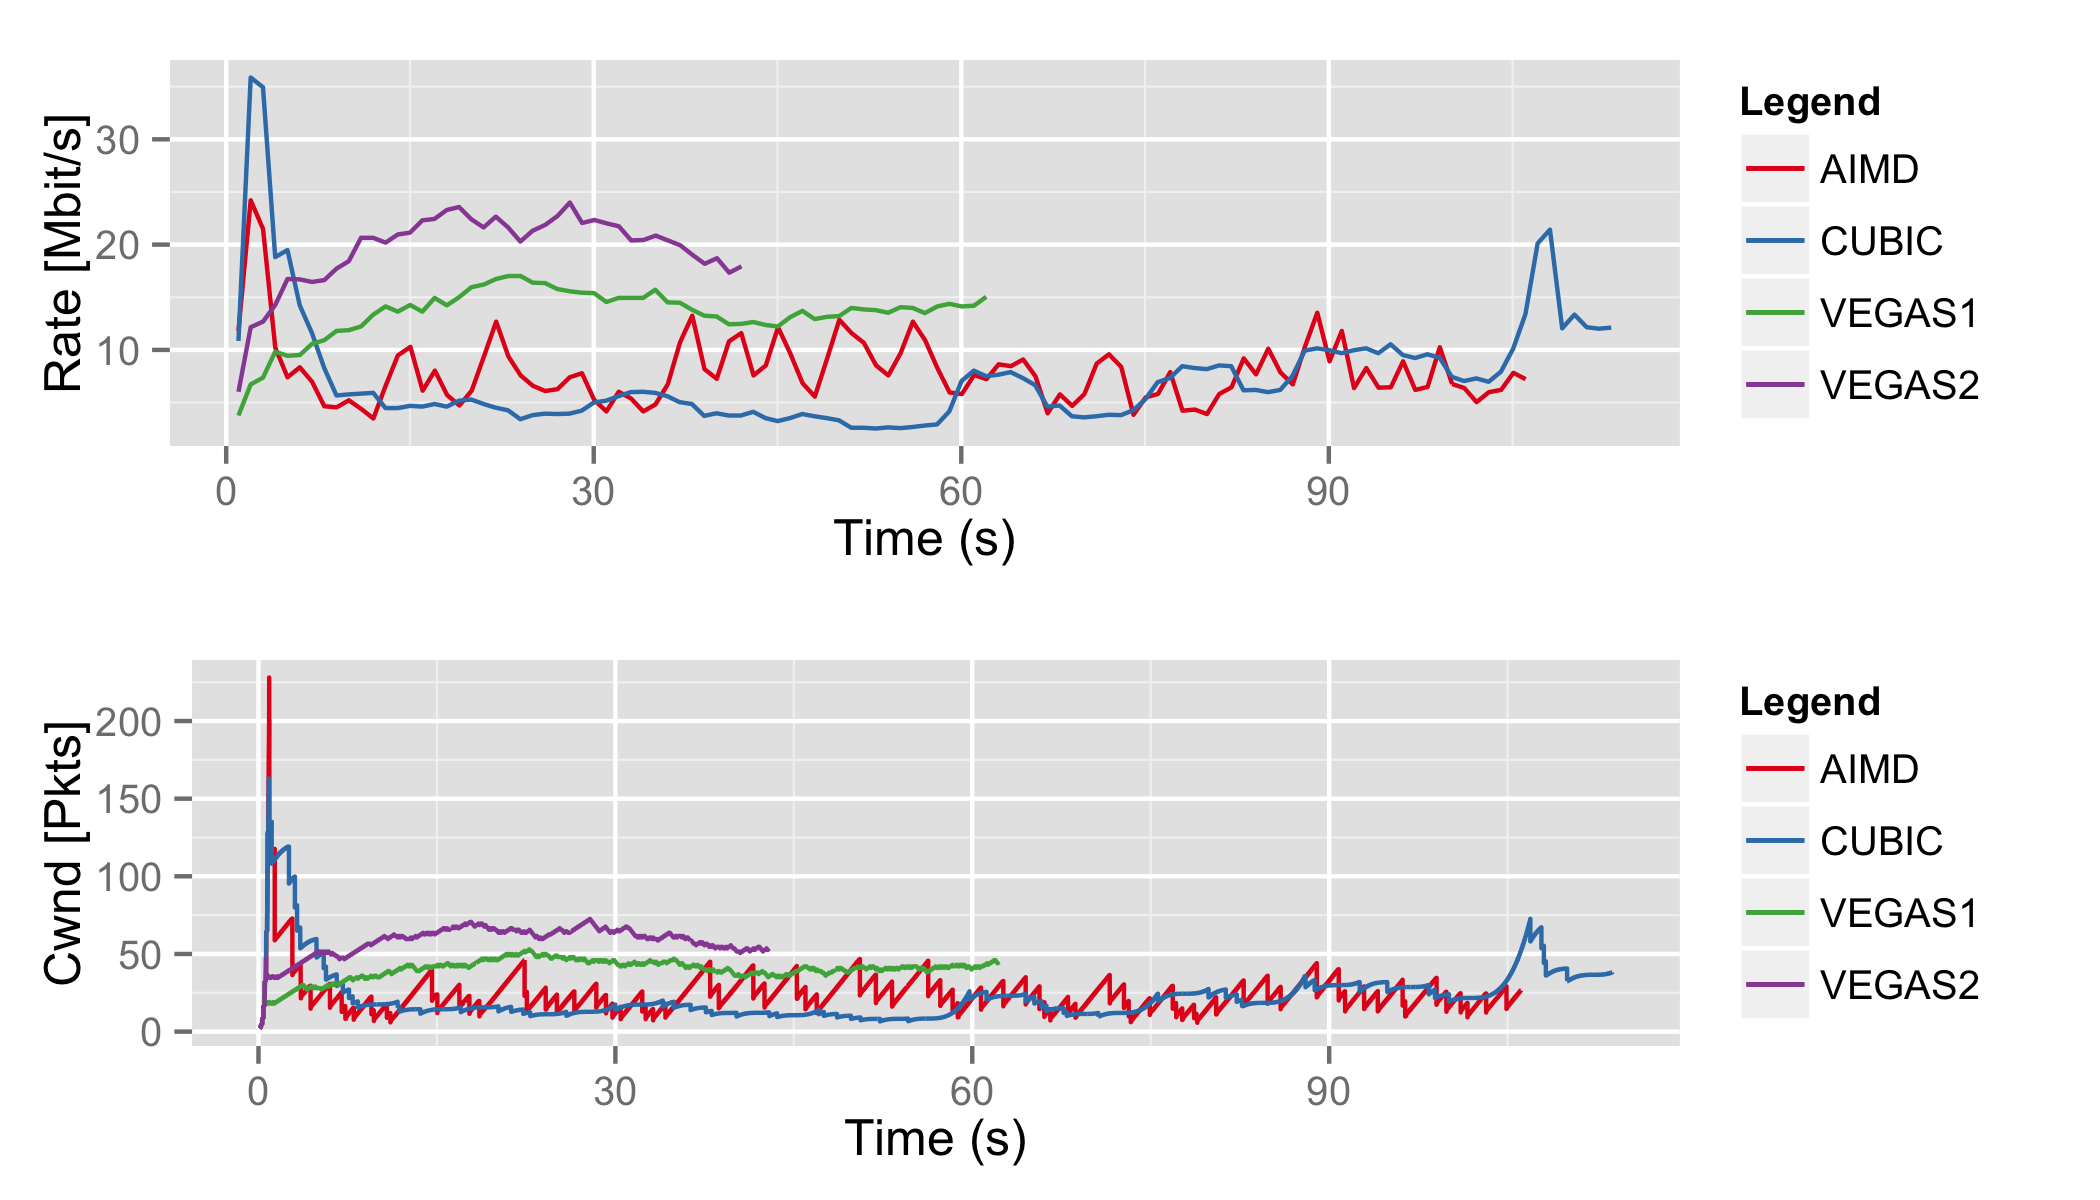 Rate [Mbit/s]
30
20
10
0 30 60 90
Time (s)
Legend
AIMD
CUBIC
VEGAS1
VEGAS2
Cwnd [Pkts]
200
150
100
50
0
0 30 60 90
Time (s)
Legend
AIMD
CUBIC
VEGAS1
VEGAS2